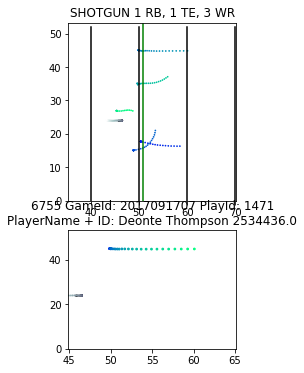 SHOTGUN 1 RB, 1 TE, 3 WR
50
40
30
20
10
0
40 50 60 70
6755 GameId: 2017091707 PlayId: 1471
PlayerName + ID: Deonte Thompson 2534436.0
40
20
0
45 50 55 60 65